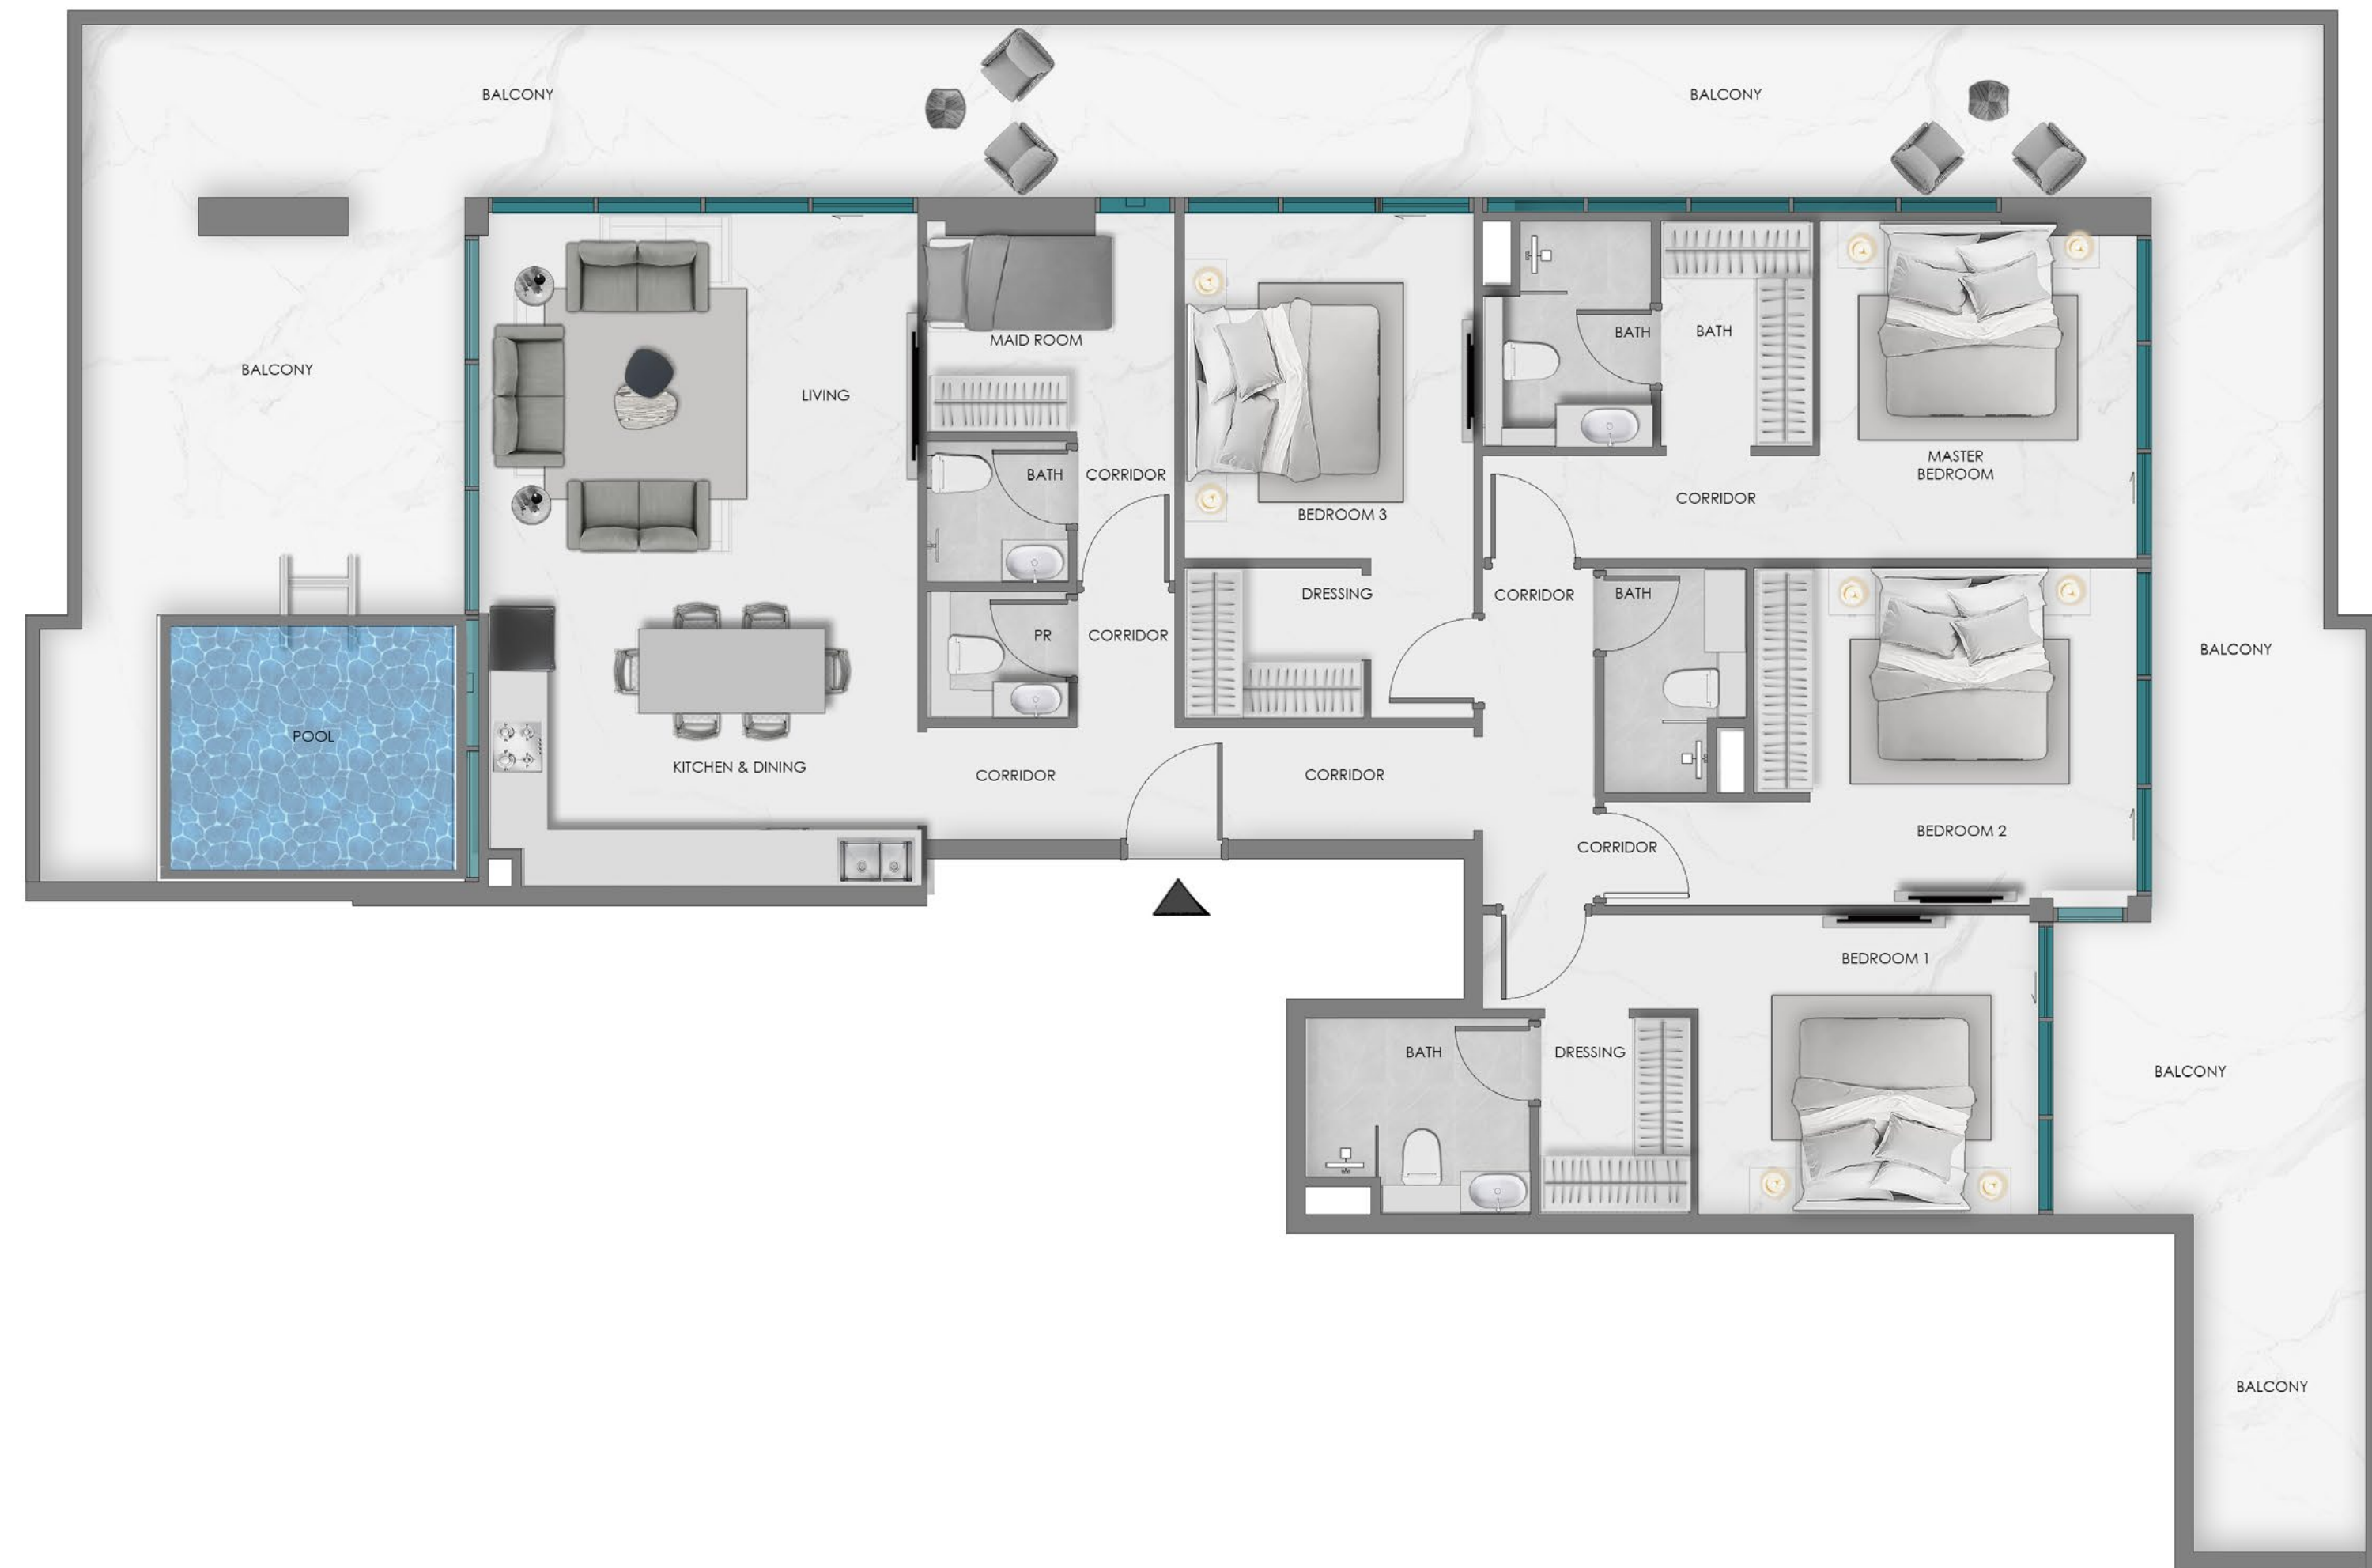 BALCONY
BALCONY
BATH
BATH
MAID ROOM
BALCONY
LIVING
MASTER
BEDROOM
BATH
CORRIDOR
CORRIDOR
BEDROOM 3
DRESSING
CORRIDOR
BATH
PR
CORRIDOR
BALCONY
POOL
KITCHEN & DINING
CORRIDOR
CORRIDOR
BEDROOM 2
CORRIDOR
BEDROOM 1
BATH
DRESSING
BALCONY
BALCONY